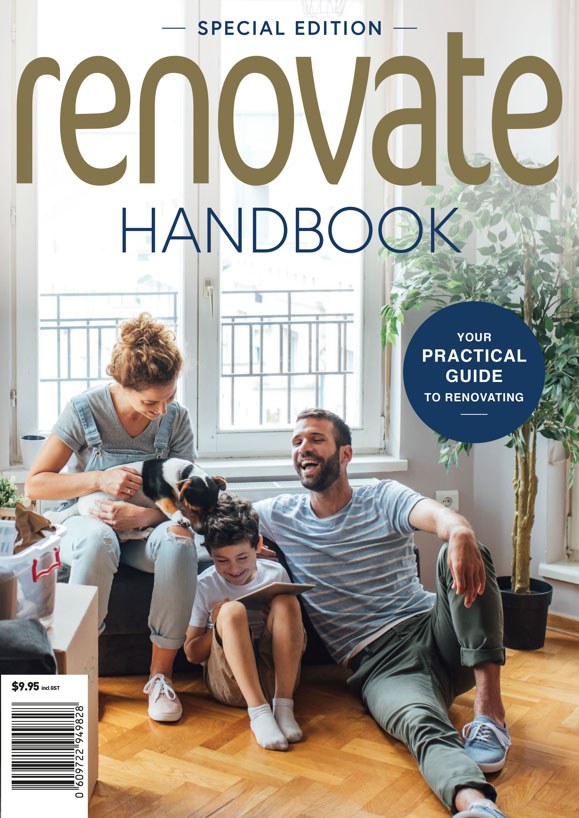 SPECIAL EDITION
renovate
HANDBOOK
YOUR
PRACTICAL
GUIDE
TO RENOVATING
$9.95 incl GST
0 609722 949828